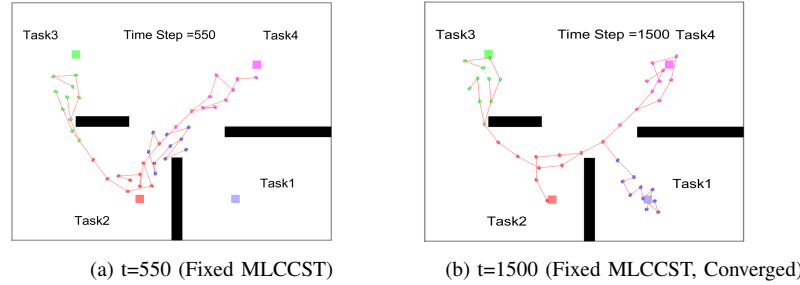 Task3
Time Step =550
Task4
Task1
Task2
(a) t=550 (Fixed MLCCST)
Task3
Time Step =1500
Task4
Task1
Task2
(b) t=1500 (Fixed MLCCST, Converged)